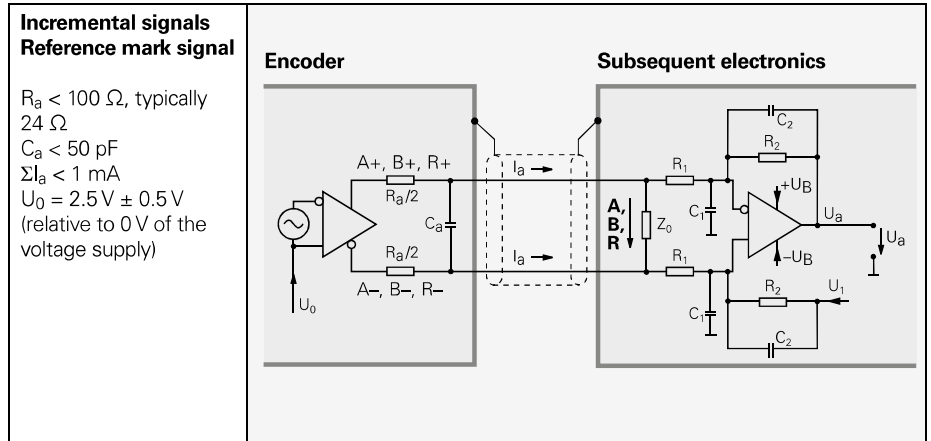 Incremental signals
Reference mark signal
Rₐ < 100 Ω, typically
24 Ω
Cₐ < 50 pF
ΣIₐ < 1 mA
U₀ = 2.5 V ± 0.5 V
(relative to 0 V of the
voltage supply)
Encoder
Subsequent electronics
A+, B+, R+
Rₐ/2
Cₐ
Rₐ/2
A–, B–, R–
U₀
Iₐ
Iₐ
A,
B,
R
Z₀
R₁
C₁
R₁
C₁
C₂
R₂
+U_B
–U_B
Uₐ
Uₐ
R₂
U₁
C₂